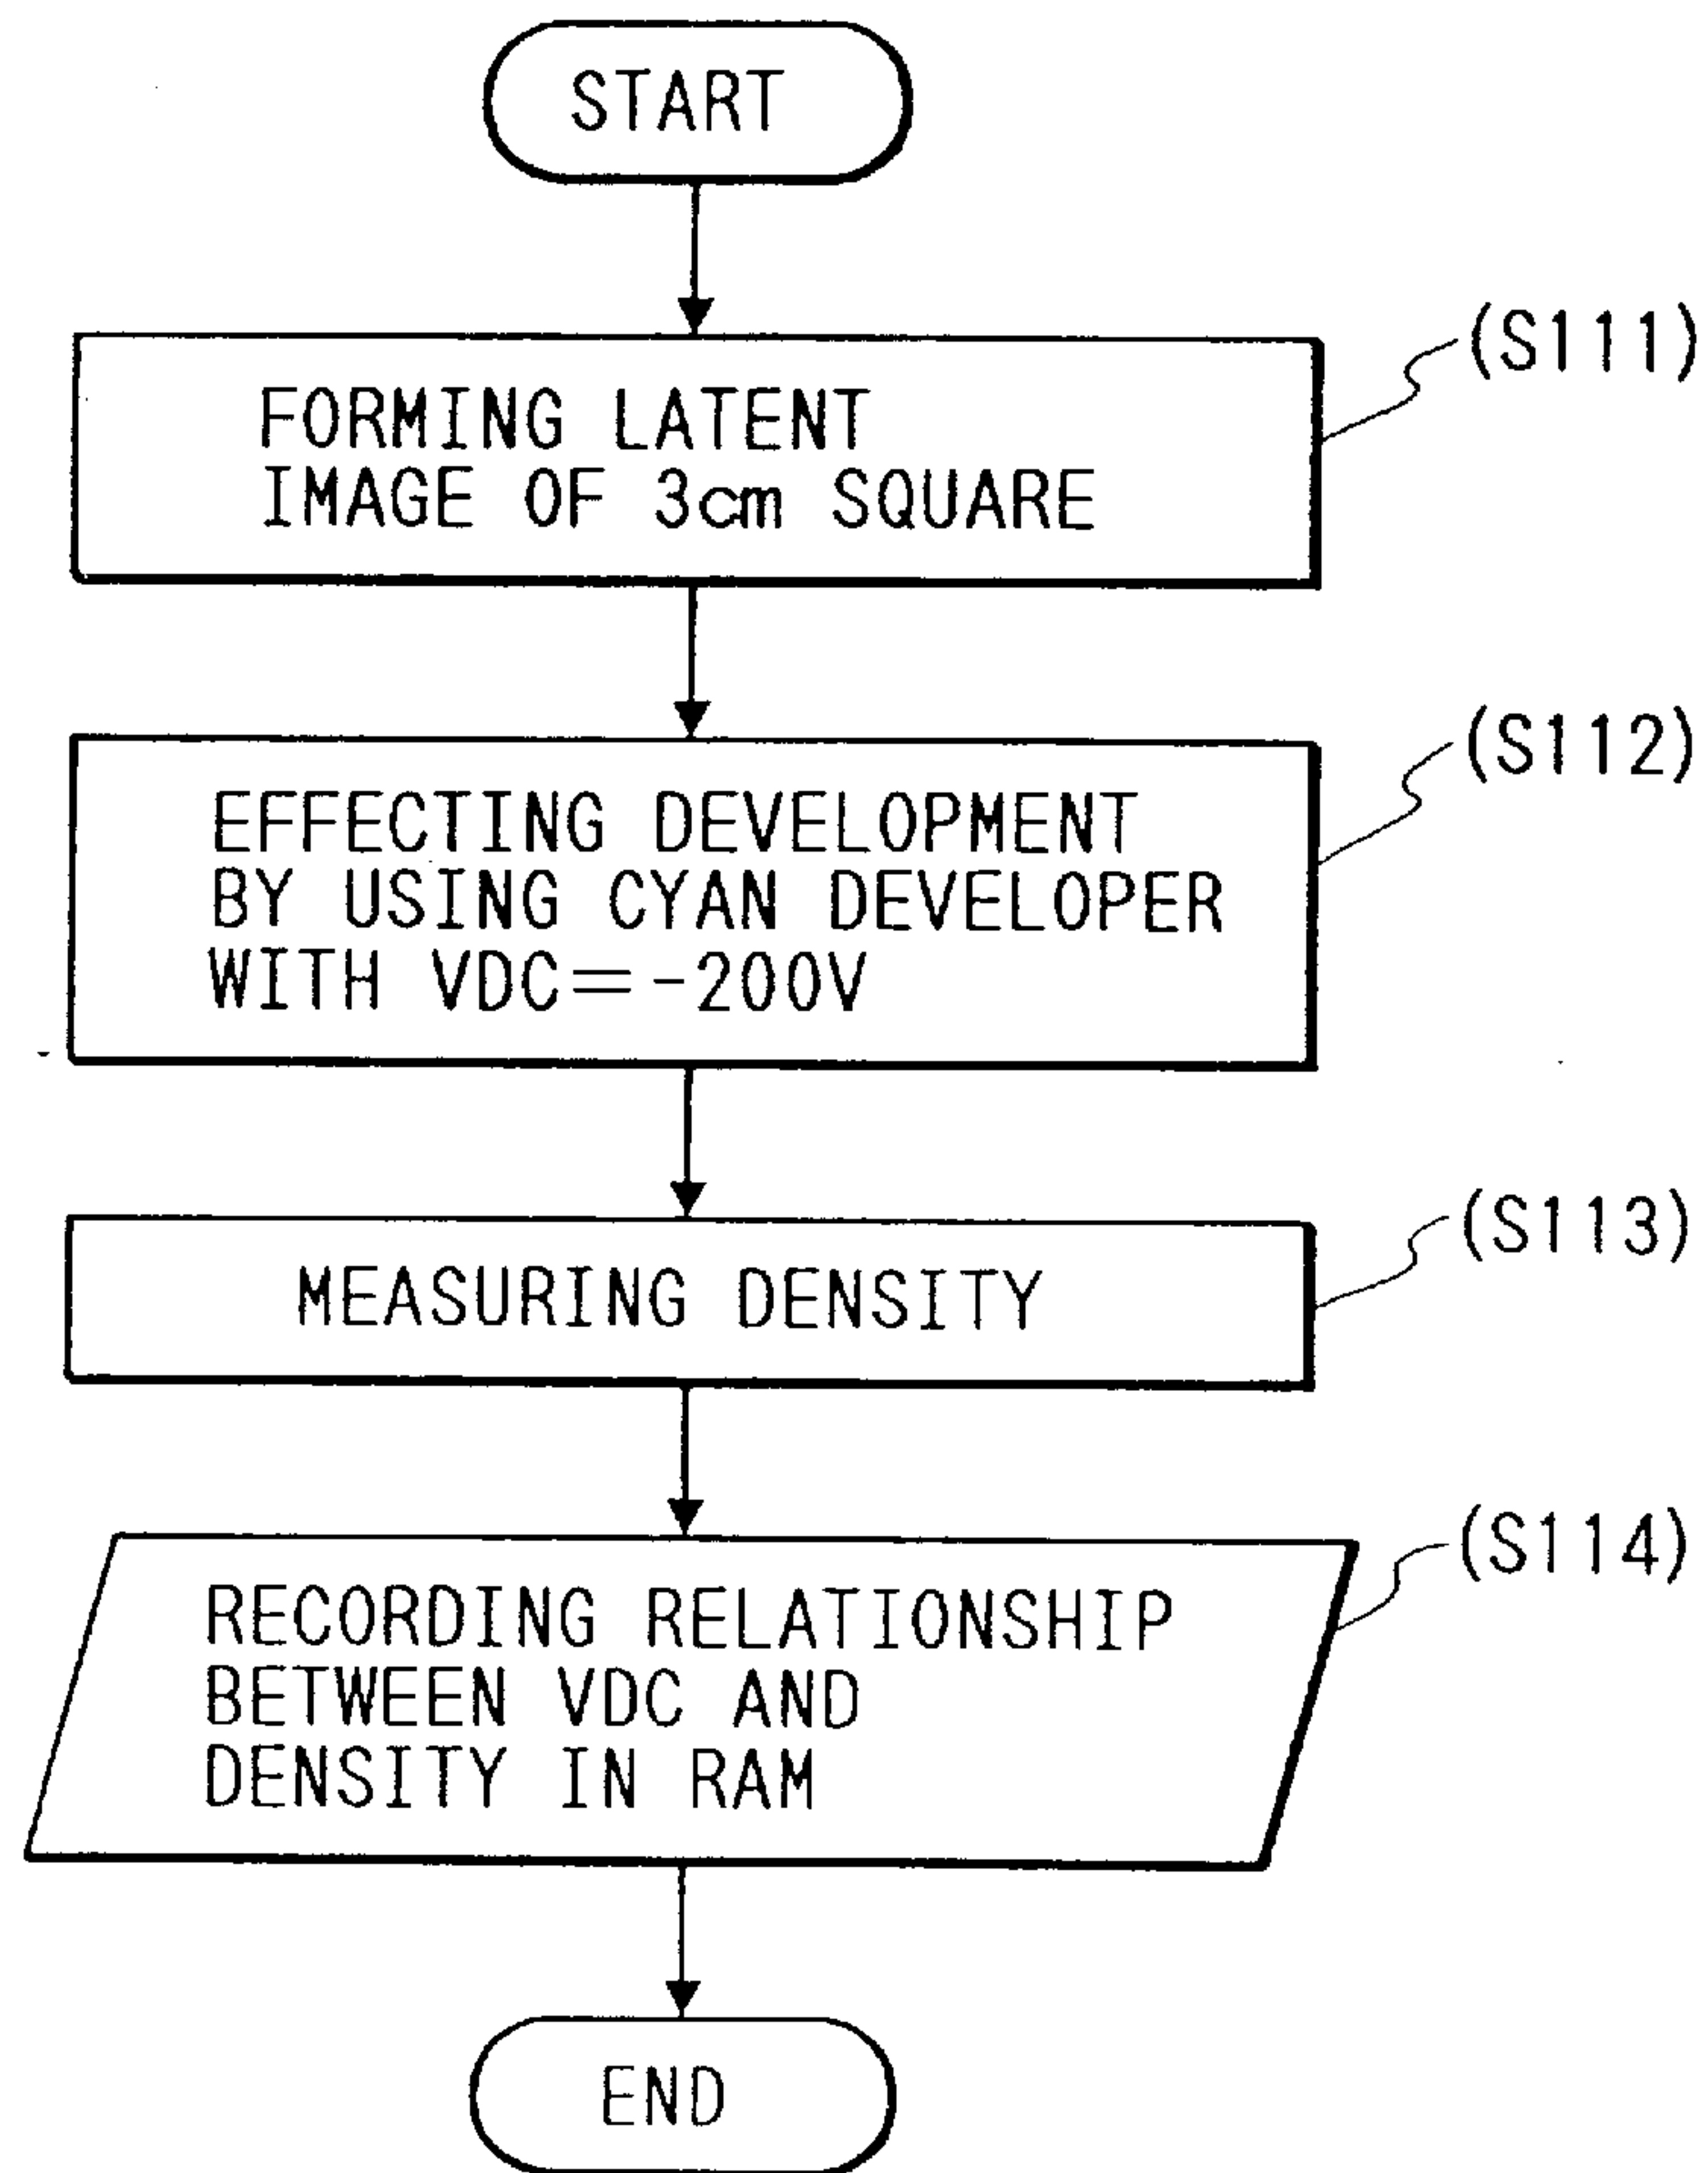 START
(S111)
FORMING LATENT
IMAGE OF 3cm SQUARE
(S112)
EFFECTING DEVELOPMENT
BY USING CYAN DEVELOPER
WITH VDC=-200V
(S113)
MEASURING DENSITY
(S114)
RECORDING RELATIONSHIP
BETWEEN VDC AND
DENSITY IN RAM
END